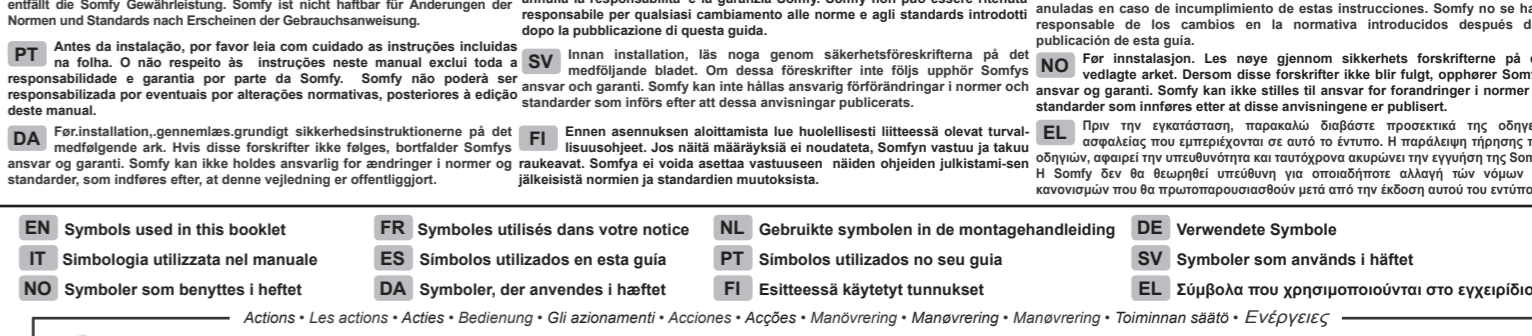 entfällt die Somfy Gewährleistung. Somfy ist nicht haftbar für Änderungen der
Normen und Standards nach Erscheinen der Gebrauchsanweisung.
PT Antes da instalação, por favor leia com cuidado as instruções incluidas
na folha. O não respeito às instruções neste manual exclui toda a
responsabilidade e garantia por parte da Somfy. Somfy não poderà ser
responsabilizada por eventuais por alterações normativas, posteriores à edição
deste manual.
DA Før.installation,.gennemlæs.grundigt sikkerhedsinstruktionerne på det
medfølgende ark. Hvis disse forskrifter ikke følges, bortfalder Somfys
ansvar og garanti. Somfy kan ikke holdes ansvarlig for ændringer i normer og
standarder, som indføres efter, at denne vejledning er offentliggjort.
annulla la responsabilità e la garanzia Somfy. Somfy non può essere ritenuta
responsabile per qualsiasi cambiamento alle norme e agli standards introdotti
dopo la pubblicazione di questa guida.
SV Innan installation, läs noga genom säkerhetsföreskrifterna på det
medföljande bladet. Om dessa föreskrifter inte följs upphör Somfys
ansvar och garanti. Somfy kan inte hållas ansvarig förförändringar i normer och
standarder som införs efter att dessa anvisningar publicerats.
FI Ennen asennuksen aloittamista lue huolellisesti liitteessä olevat turval-
lisuusohjeet. Jos näitä määräyksiä ei noudateta, Somfyn vastuu ja takuu
raukeavat. Somfya ei voida asettaa vastuuseen näiden ohjeiden julkistami-sen
jälkeisistä normien ja standardien muutoksista.
anuladas en caso de incumplimiento de estas instrucciones. Somfy no se ha
responsable de los cambios en la normativa introducidos después d
publicación de esta guía.
NO Før innstalasjon. Les nøye gjennom sikkerhets forskrifterne på
vedlagte arket. Dersom disse forskrifter ikke blir fulgt, opphører Som
ansvar og garanti. Somfy kan ikke stilles til ansvar for forandringer i normer
standarder som innføres etter at disse anvisningene er publisert.
EL Πριν την εγκατάσταση, παρακαλώ διαβάστε προσεκτικά της οδηγ
ασφαλείας που εμπεριέχονται σε αυτό το έντυπο. Η παράλειψη τήρησης
οδηγιών, αφαιρεί την υπευθυνότητα και ταυτόχρονα ακυρώνει την εγγυήση της Som
Η Somfy δεν θα θεωρηθεί υπεύθυνη για οποιαδήποτε αλλαγή τών νόμων
κανονισμών που θα πρωτοπαρουσιασθούν μετά από την έκδοση αυτού του εντύπο
EN Symbols used in this booklet FR Symboles utilisés dans votre notice NL Gebruikte symbolen in de montagehandleiding DE Verwendete Symbole
IT Simbologia utilizzata nel manuale ES Símbolos utilizados en esta guía PT Símbolos utilizados no seu guia SV Symboler som används i häftet
NO Symboler som benyttes i heftet DA Symboler, der anvendes i hæftet FI Esitteessä käytetyt tunnukset EL Σύμβολα που χρησιμοποιούνται στο εγχειρίδιο
Actions • Les actions • Acties • Bedienung • Gli azionamenti • Acciones • Acções • Manövrering • Manøvrering • Manøvrering • Toiminnan säätö • Ενέργειες